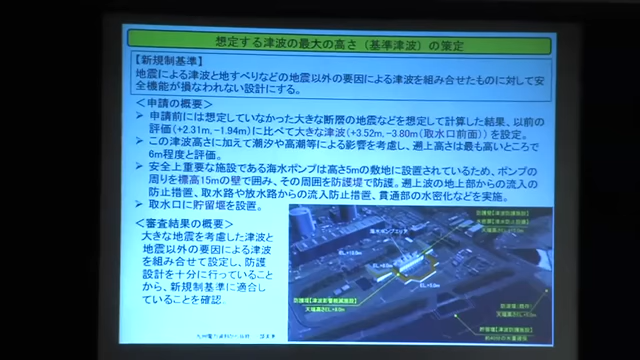 想定する津波の最大の高さ（基準津波）の策定
【新規制基準】
地震による津波と地すべりなどの地震以外の要因による津波を組み合せたものに対して安
全機能が損なわれない設計にする。
＜申請の概要＞
➢ 申請前には想定していなかった大きな断層の地震などを想定して計算した結果、以前の
評価(+2.31m,-1.94m)に比べて大きな津波(+3.52m,-3.80m(取水口前面))を設定。
➢ この津波高さに加えて潮汐や高潮等による影響を考慮し、遡上高さは最も高いところで
6m程度と評価。
➢ 安全上重要な施設である海水ポンプは高さ5mの敷地に設置されているため、ポンプの
周りを標高15mの壁で囲み、その周囲を防護堤で防護。遡上波の地上部からの流入の
防止措置、取水路や放水路からの流入防止措置、貫通部の水密化などを実施。
➢ 取水口に貯留堰を設置。
＜審査結果の概要＞
大きな地震を考慮した津波と
地震以外の要因による津波
を組み合せて設定し、防護
設計を十分に行っていること
から、新規制基準に適合し
ていることを確認。
海水ポンプエリア
防護堤【津波影響軽減施設】